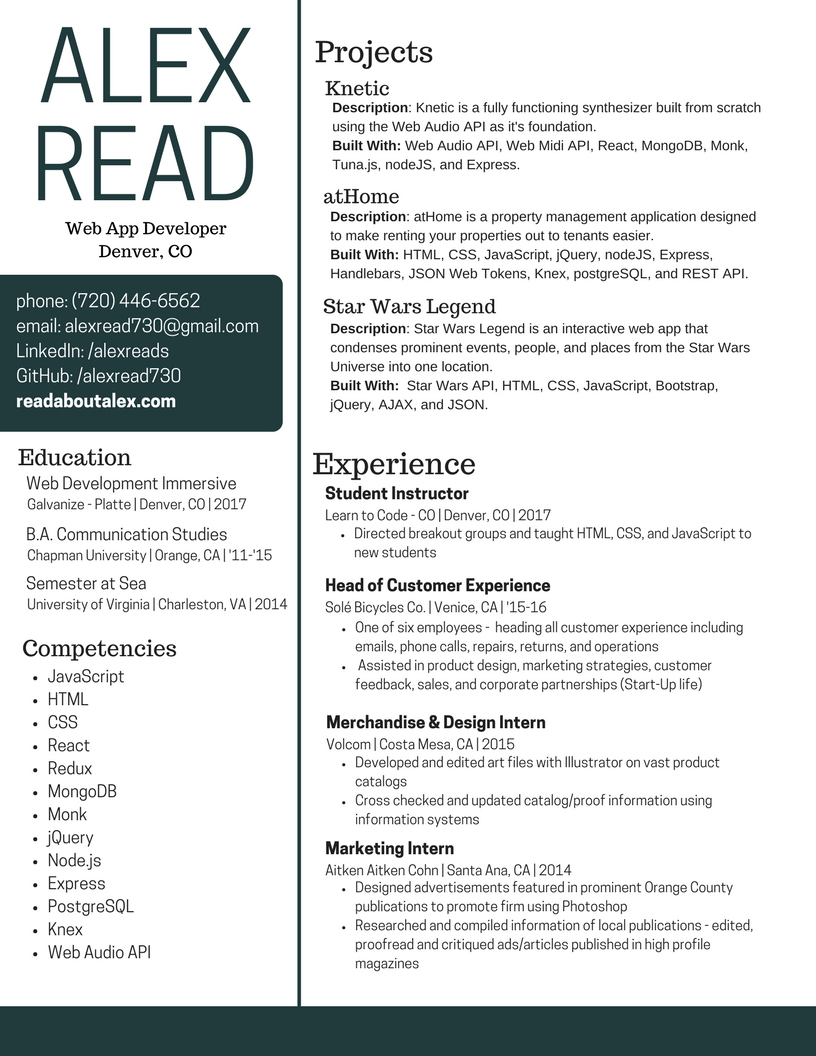 ALEX
READ
Web App Developer
Denver, CO
phone: (720) 446-6562
email: alexread730@gmail.com
LinkedIn: /alexreads
GitHub: /alexread730
readaboutalex.com
Education
Web Development Immersive
Galvanize - Platte | Denver, CO | 2017
B.A. Communication Studies
Chapman University | Orange, CA | '11-'15
Semester at Sea
University of Virginia | Charleston, VA | 2014
Competencies
• JavaScript
• HTML
• CSS
• React
• Redux
• MongoDB
• Monk
• jQuery
• Node.js
• Express
• PostgreSQL
• Knex
• Web Audio API
Projects
Knetic
Description: Knetic is a fully functioning synthesizer built from scratch
using the Web Audio API as it's foundation.
Built With: Web Audio API, Web Midi API, React, MongoDB, Monk,
Tuna.js, nodeJS, and Express.
atHome
Description: atHome is a property management application designed
to make renting your properties out to tenants easier.
Built With: HTML, CSS, JavaScript, jQuery, nodeJS, Express,
Handlebars, JSON Web Tokens, Knex, postgreSQL, and REST API.
Star Wars Legend
Description: Star Wars Legend is an interactive web app that
condenses prominent events, people, and places from the Star Wars
Universe into one location.
Built With: Star Wars API, HTML, CSS, JavaScript, Bootstrap,
jQuery, AJAX, and JSON.
Experience
Student Instructor
Learn to Code - CO | Denver, CO | 2017
• Directed breakout groups and taught HTML, CSS, and JavaScript to
new students
Head of Customer Experience
Solé Bicycles Co. | Venice, CA | '15-16
• One of six employees - heading all customer experience including
emails, phone calls, repairs, returns, and operations
• Assisted in product design, marketing strategies, customer
feedback, sales, and corporate partnerships (Start-Up life)
Merchandise & Design Intern
Volcom | Costa Mesa, CA | 2015
• Developed and edited art files with Illustrator on vast product
catalogs
• Cross checked and updated catalog/proof information using
information systems
Marketing Intern
Aitken Aitken Cohn | Santa Ana, CA | 2014
• Designed advertisements featured in prominent Orange County
publications to promote firm using Photoshop
• Researched and compiled information of local publications - edited,
proofread and critiqued ads/articles published in high profile
magazines